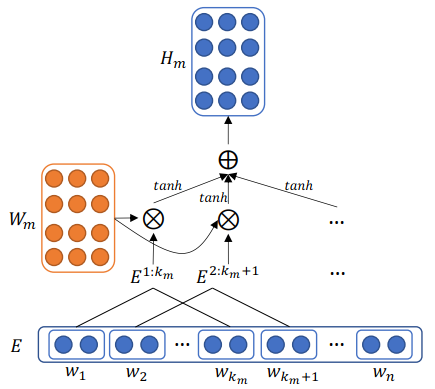 H_m
⊕
tanh tanh tanh
W_m ⊗ ⊗ ...
E^{1:k_m} E^{2:k_m+1} ...
E ... ...
w_1 w_2 w_{k_m} w_{k_m+1} w_n